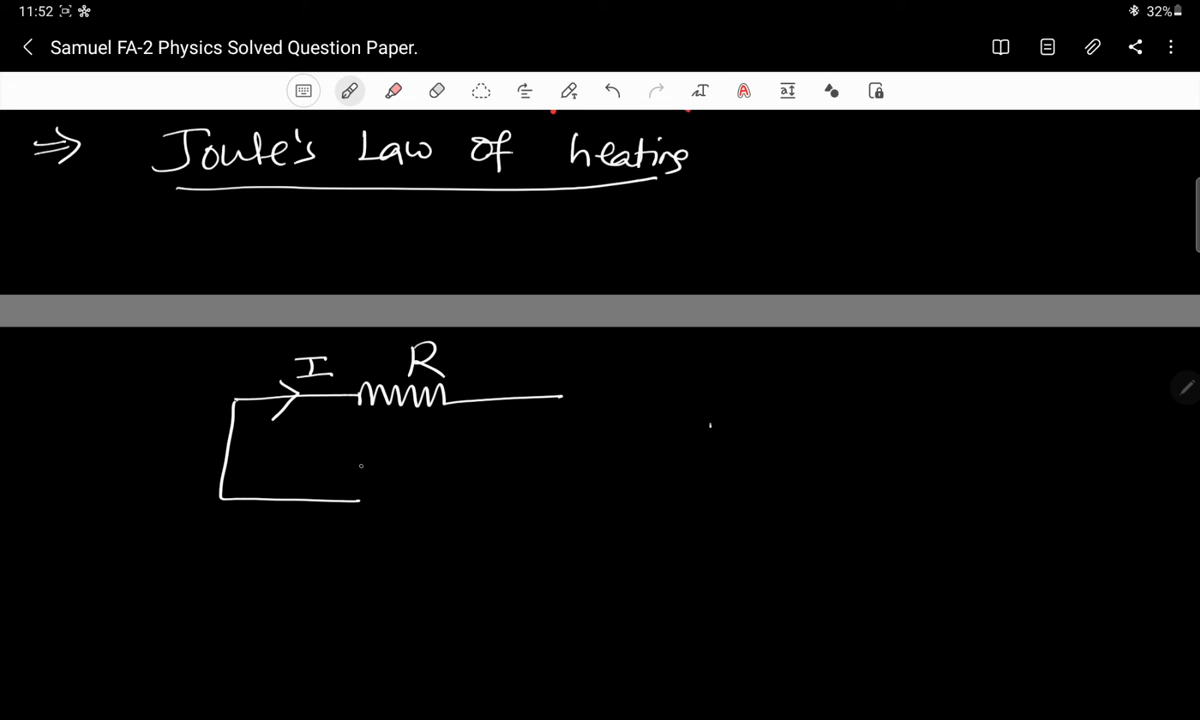 11:52
32%
Samuel FA-2 Physics Solved Question Paper.
⇒ Joule's Law of heating
I R